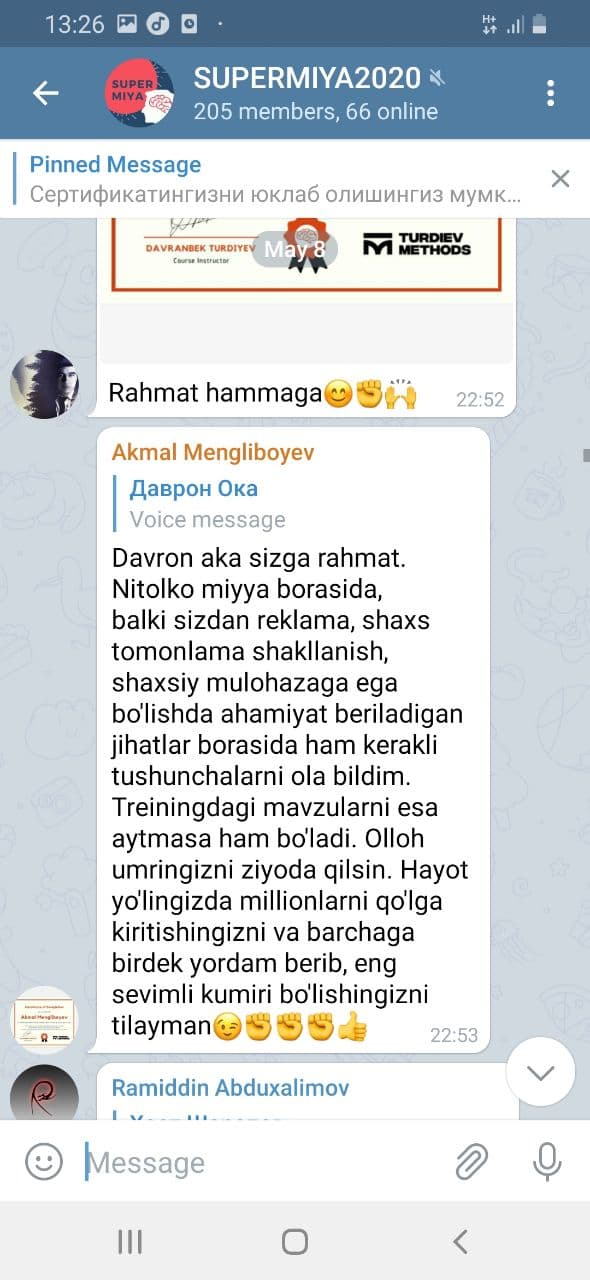 13:26
H+
SUPER
MIYA
SUPERMIYA2020
205 members, 66 online
Pinned Message
Сертификатингизни юклаб олишингиз мумк...
DAVRANBEK TURDIYEV
Course Instructor
May 8
TURDIEV
METHODS
Rahmat hammaga😊✊🙌
22:52
Akmal Mengliboyev
Даврон Ока
Voice message
Davron aka sizga rahmat.
Nitolko miyya borasida,
balki sizdan reklama, shaxs
tomonlama shakllanish,
shaxsiy mulohazaga ega
bo'lishda ahamiyat beriladigan
jihatlar borasida ham kerakli
tushunchalarni ola bildim.
Treiningdagi mavzularni esa
aytmasa ham bo'ladi. Olloh
umringizni ziyoda qilsin. Hayot
yo'lingizda millionlarni qo'lga
kiritishingizni va barchaga
birdek yordam berib, eng
sevimli kumiri bo'lishingizni
tilayman😉✊✊✊👍
22:53
Akmal Mengliboyev
Ramiddin Abduxalimov
Message